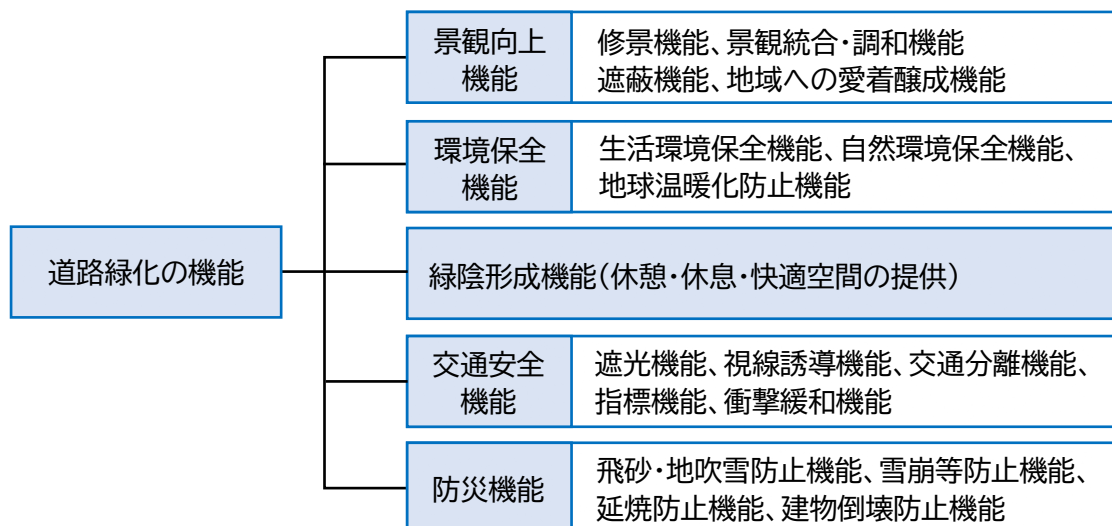 道路緑化の機能
景観向上
機能
修景機能、景観統合・調和機能
遮蔽機能、地域への愛着醸成機能
環境保全
機能
生活環境保全機能、自然環境保全機能、
地球温暖化防止機能
緑陰形成機能(休憩・休息・快適空間の提供)
交通安全
機能
遮光機能、視線誘導機能、交通分離機能、
指標機能、衝撃緩和機能
防災機能
飛砂・地吹雪防止機能、雪崩等防止機能、
延焼防止機能、建物倒壊防止機能